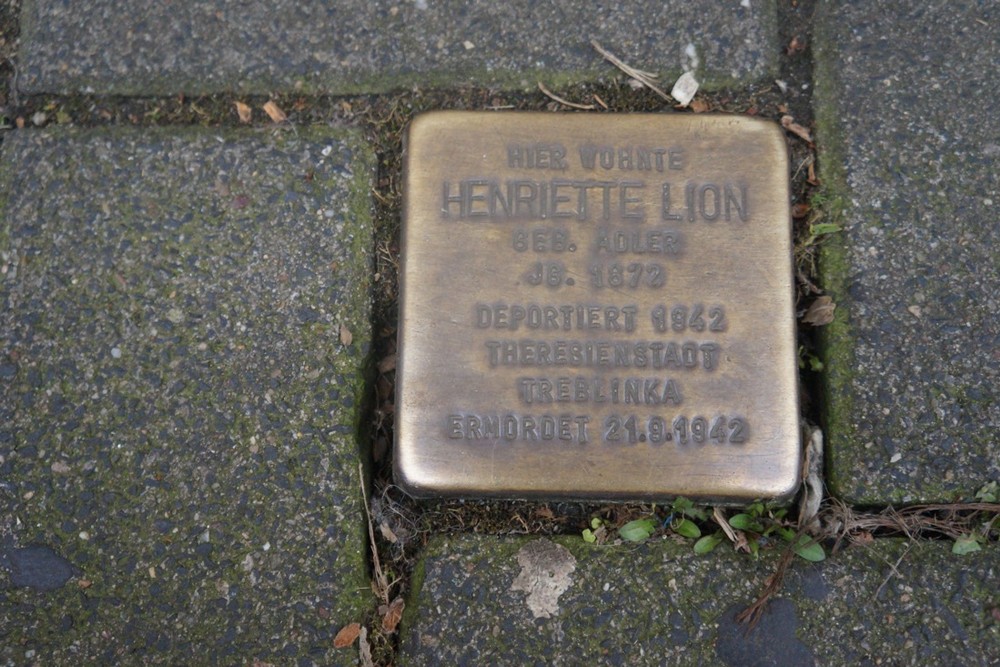 HIER WOHNTE
HENRIETTE LION
GEB. ADLER
JG. 1872
DEPORTIERT 1942
THERESIENSTADT
TREBLINKA
ERMORDET 21.9.1942